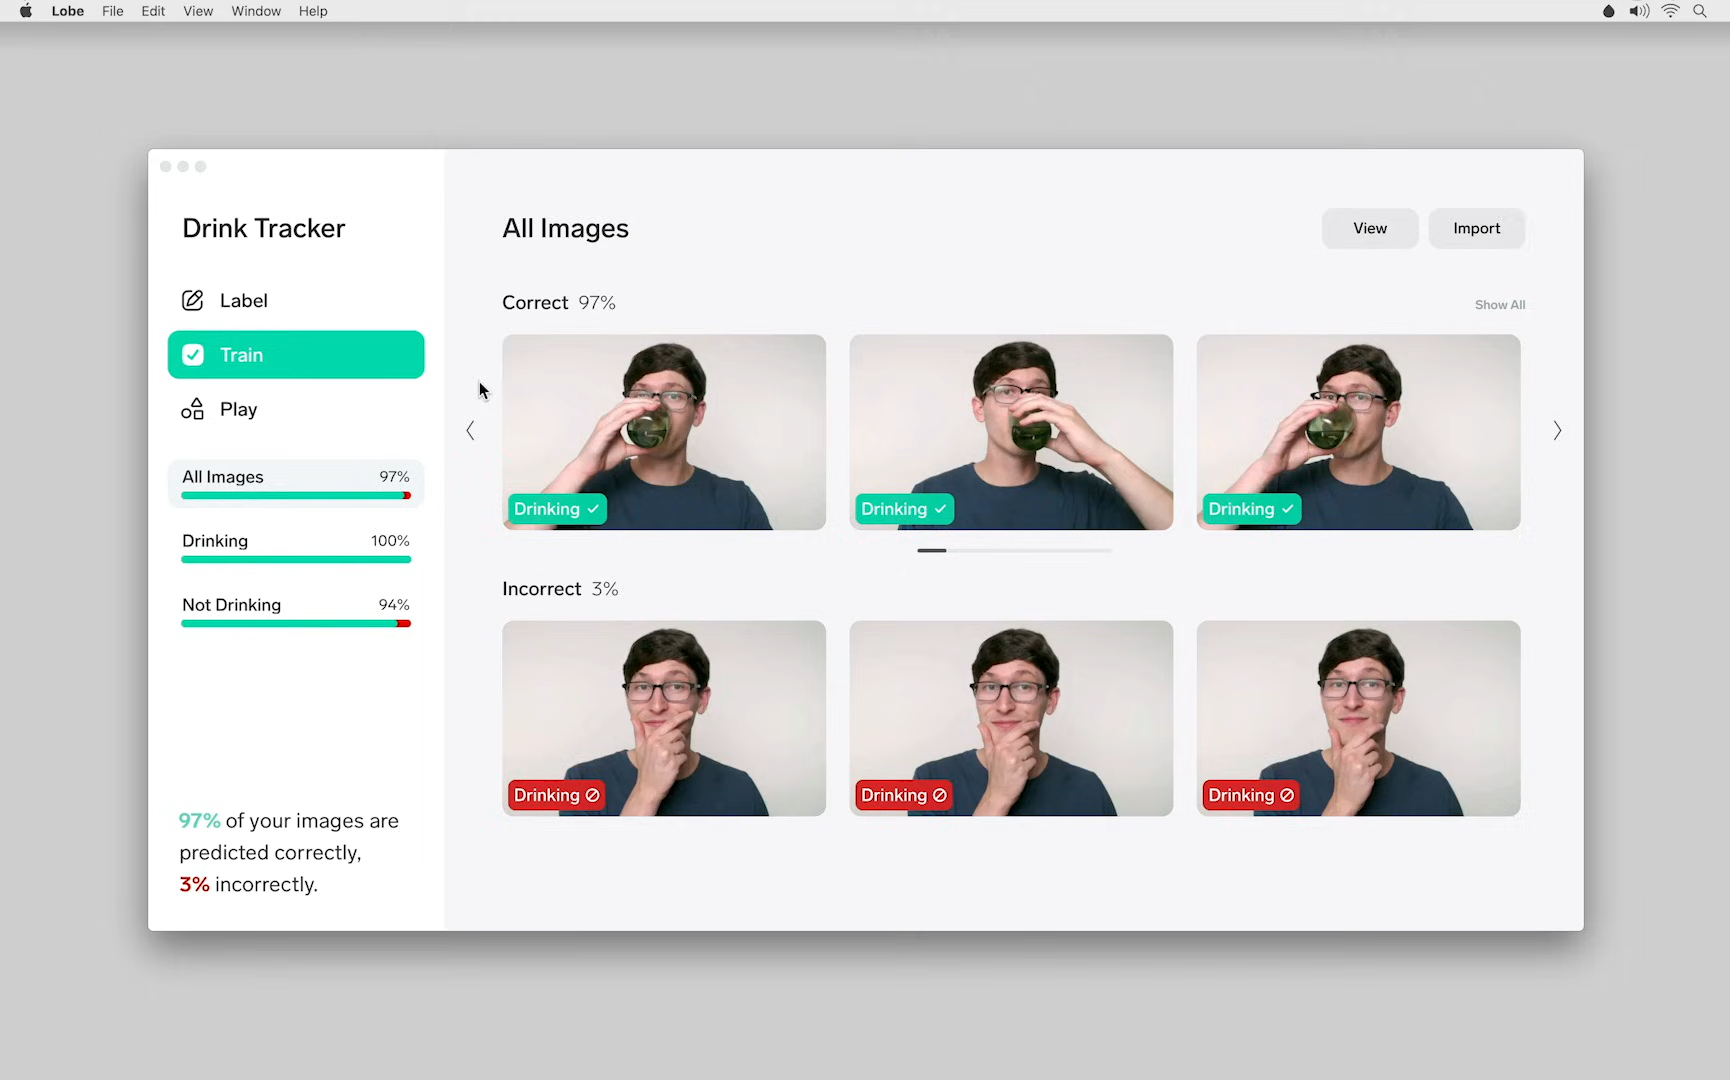 Lobe File Edit View Window Help
Drink Tracker
Label
Train
Play
All Images 97%
Drinking 100%
Not Drinking 94%
97% of your images are
predicted correctly,
3% incorrectly.
All Images
View
Import
Correct 97%
Show All
Drinking
Drinking
Drinking
Incorrect 3%
Drinking
Drinking
Drinking